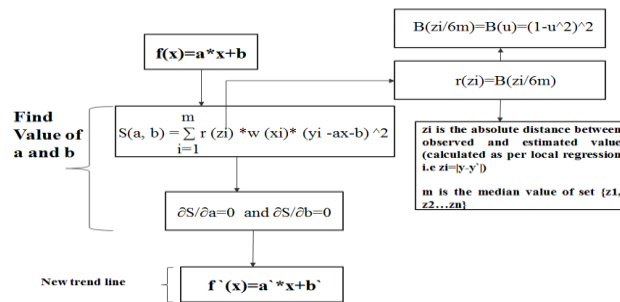 B(zi/6m)=B(u)=(1-u^2)^2
f(x)=a*x+b
r(zi)=B(zi/6m)
Find
Value of
a and b
m
S(a, b) = ∑ r (zi) *w (xi)* (yi -ax-b) ^2
i=1
zi is the absolute distance between
observed and estimated value
(calculated as per local regression
i.e zi=|y-y`|)
m is the median value of set {z1,
z2...zn}
∂S/∂a=0 and ∂S/∂b=0
New trend line
f `(x)=a`*x+b`